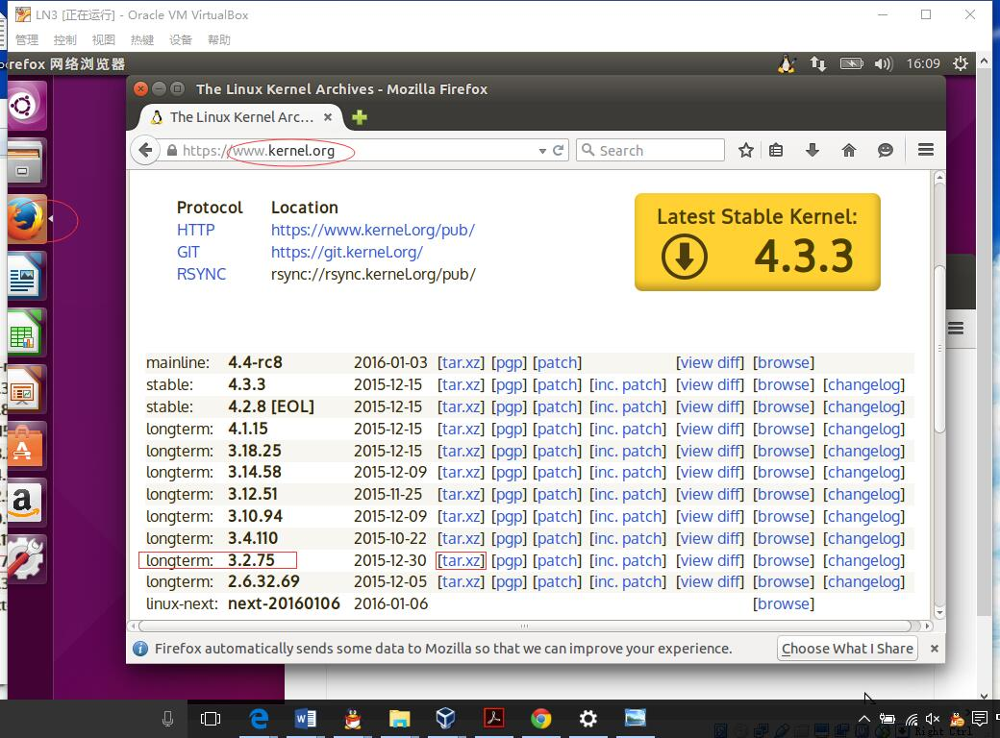 LN3 [正在运行] - Oracle VM VirtualBox
管理 控制 视图 热键 设备 帮助
refox 网络浏览器 16:09
The Linux Kernel Archives - Mozilla Firefox
The Linux Kernel Arc...
https://www.kernel.org Search
Protocol Location
HTTP https://www.kernel.org/pub/
GIT https://git.kernel.org/
RSYNC rsync://rsync.kernel.org/pub/
Latest Stable Kernel:
4.3.3
mainline: 4.4-rc8 2016-01-03 [tar.xz] [pgp] [patch] [view diff] [browse]
stable: 4.3.3 2015-12-15 [tar.xz] [pgp] [patch] [inc. patch] [view diff] [browse] [changelog]
stable: 4.2.8 [EOL] 2015-12-15 [tar.xz] [pgp] [patch] [inc. patch] [view diff] [browse] [changelog]
longterm: 4.1.15 2015-12-15 [tar.xz] [pgp] [patch] [inc. patch] [view diff] [browse] [changelog]
longterm: 3.18.25 2015-12-15 [tar.xz] [pgp] [patch] [inc. patch] [view diff] [browse] [changelog]
longterm: 3.14.58 2015-12-09 [tar.xz] [pgp] [patch] [inc. patch] [view diff] [browse] [changelog]
longterm: 3.12.51 2015-11-25 [tar.xz] [pgp] [patch] [inc. patch] [view diff] [browse] [changelog]
longterm: 3.10.94 2015-12-09 [tar.xz] [pgp] [patch] [inc. patch] [view diff] [browse] [changelog]
longterm: 3.4.110 2015-10-22 [tar.xz] [pgp] [patch] [inc. patch] [view diff] [browse] [changelog]
longterm: 3.2.75 2015-12-30 [tar.xz] [pgp] [patch] [inc. patch] [view diff] [browse] [changelog]
longterm: 2.6.32.69 2015-12-05 [tar.xz] [pgp] [patch] [inc. patch] [view diff] [browse] [changelog]
linux-next: next-20160106 2016-01-06 [browse]
Firefox automatically sends some data to Mozilla so that we can improve your experience. Choose What I Share
Right Ctrl